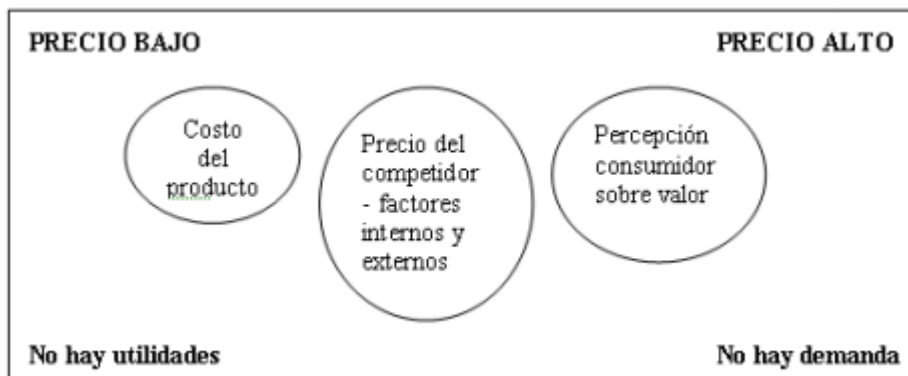 PRECIO BAJO
PRECIO ALTO
Costo
del
producto
Precio del
competidor
- factores
internos y
externos
Percepción
consumidor
sobre valor
No hay utilidades
No hay demanda